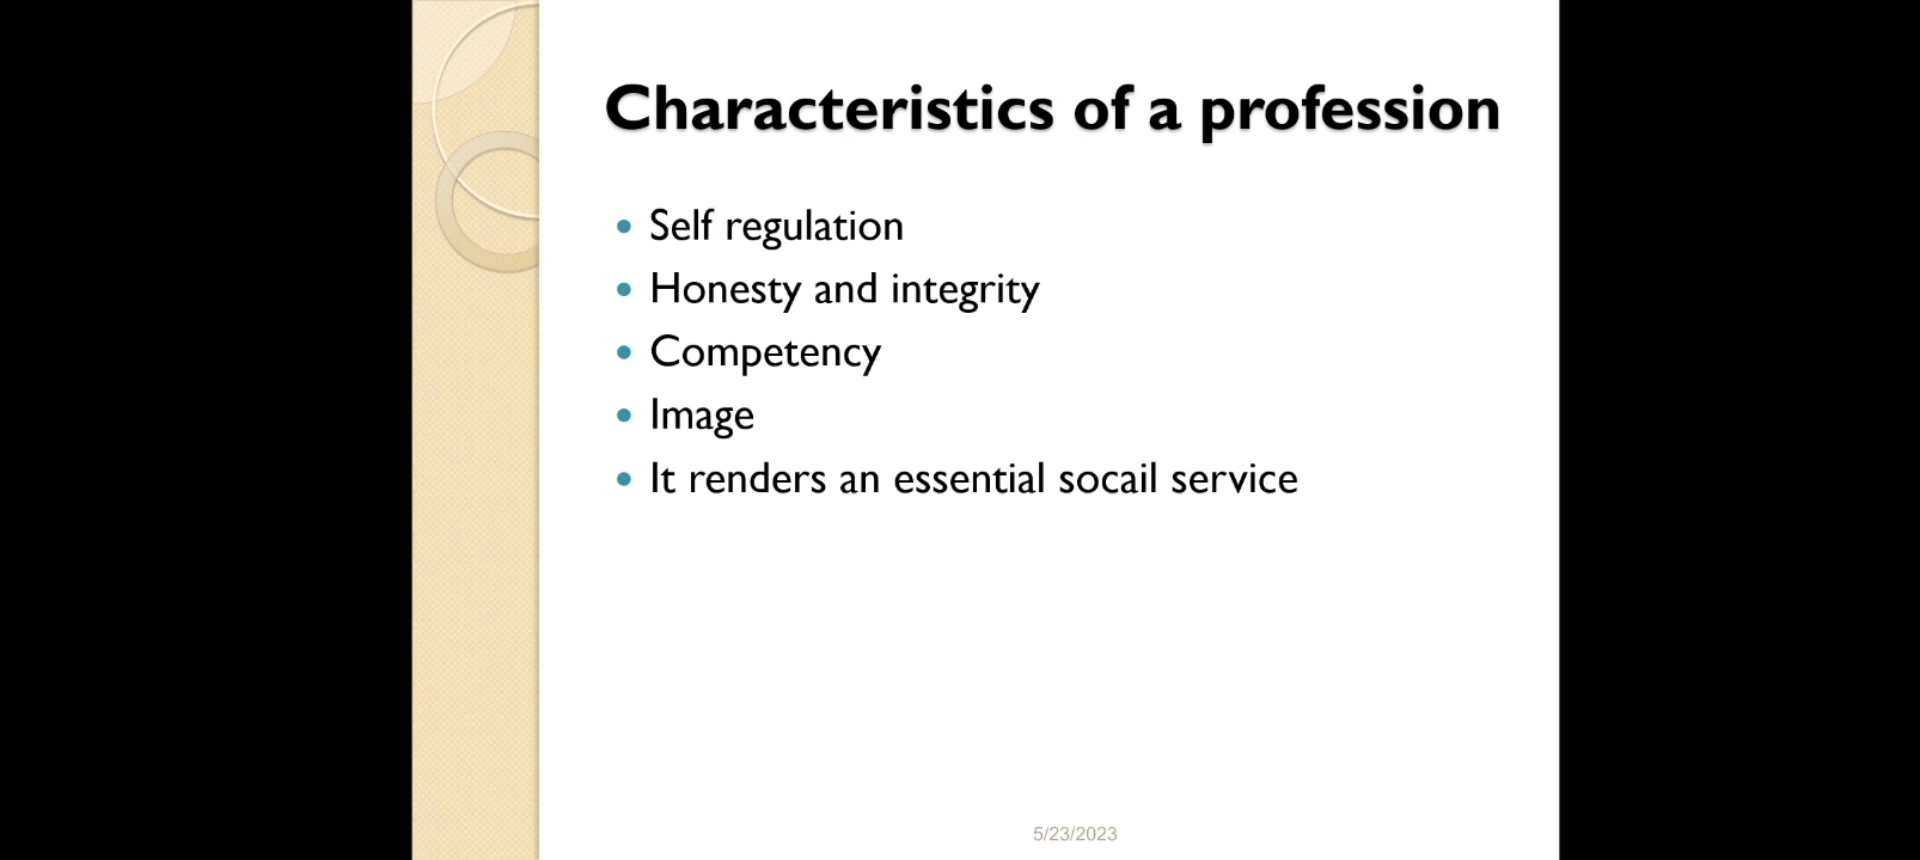 Characteristics of a profession
• Self regulation
• Honesty and integrity
• Competency
• Image
• It renders an essential socail service
5/23/2023